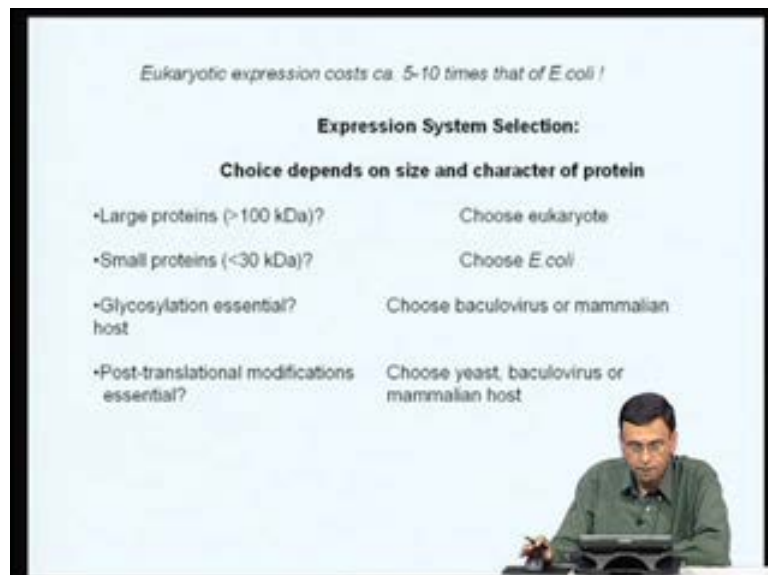 Eukaryotic expression costs ca. 5-10 times that of E.coli !
Expression System Selection:
Choice depends on size and character of protein
•Large proteins (>100 kDa)? Choose eukaryote
•Small proteins (<30 kDa)? Choose E.coli
•Glycosylation essential? Choose baculovirus or mammalian
host
•Post-translational modifications Choose yeast, baculovirus or
essential? mammalian host